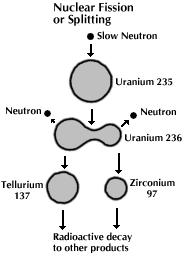 Nuclear Fission
or Splitting
Slow Neutron
Uranium 235
Neutron
Neutron
Uranium 236
Tellurium
137
Zirconium
97
Radioactive decay
to other products